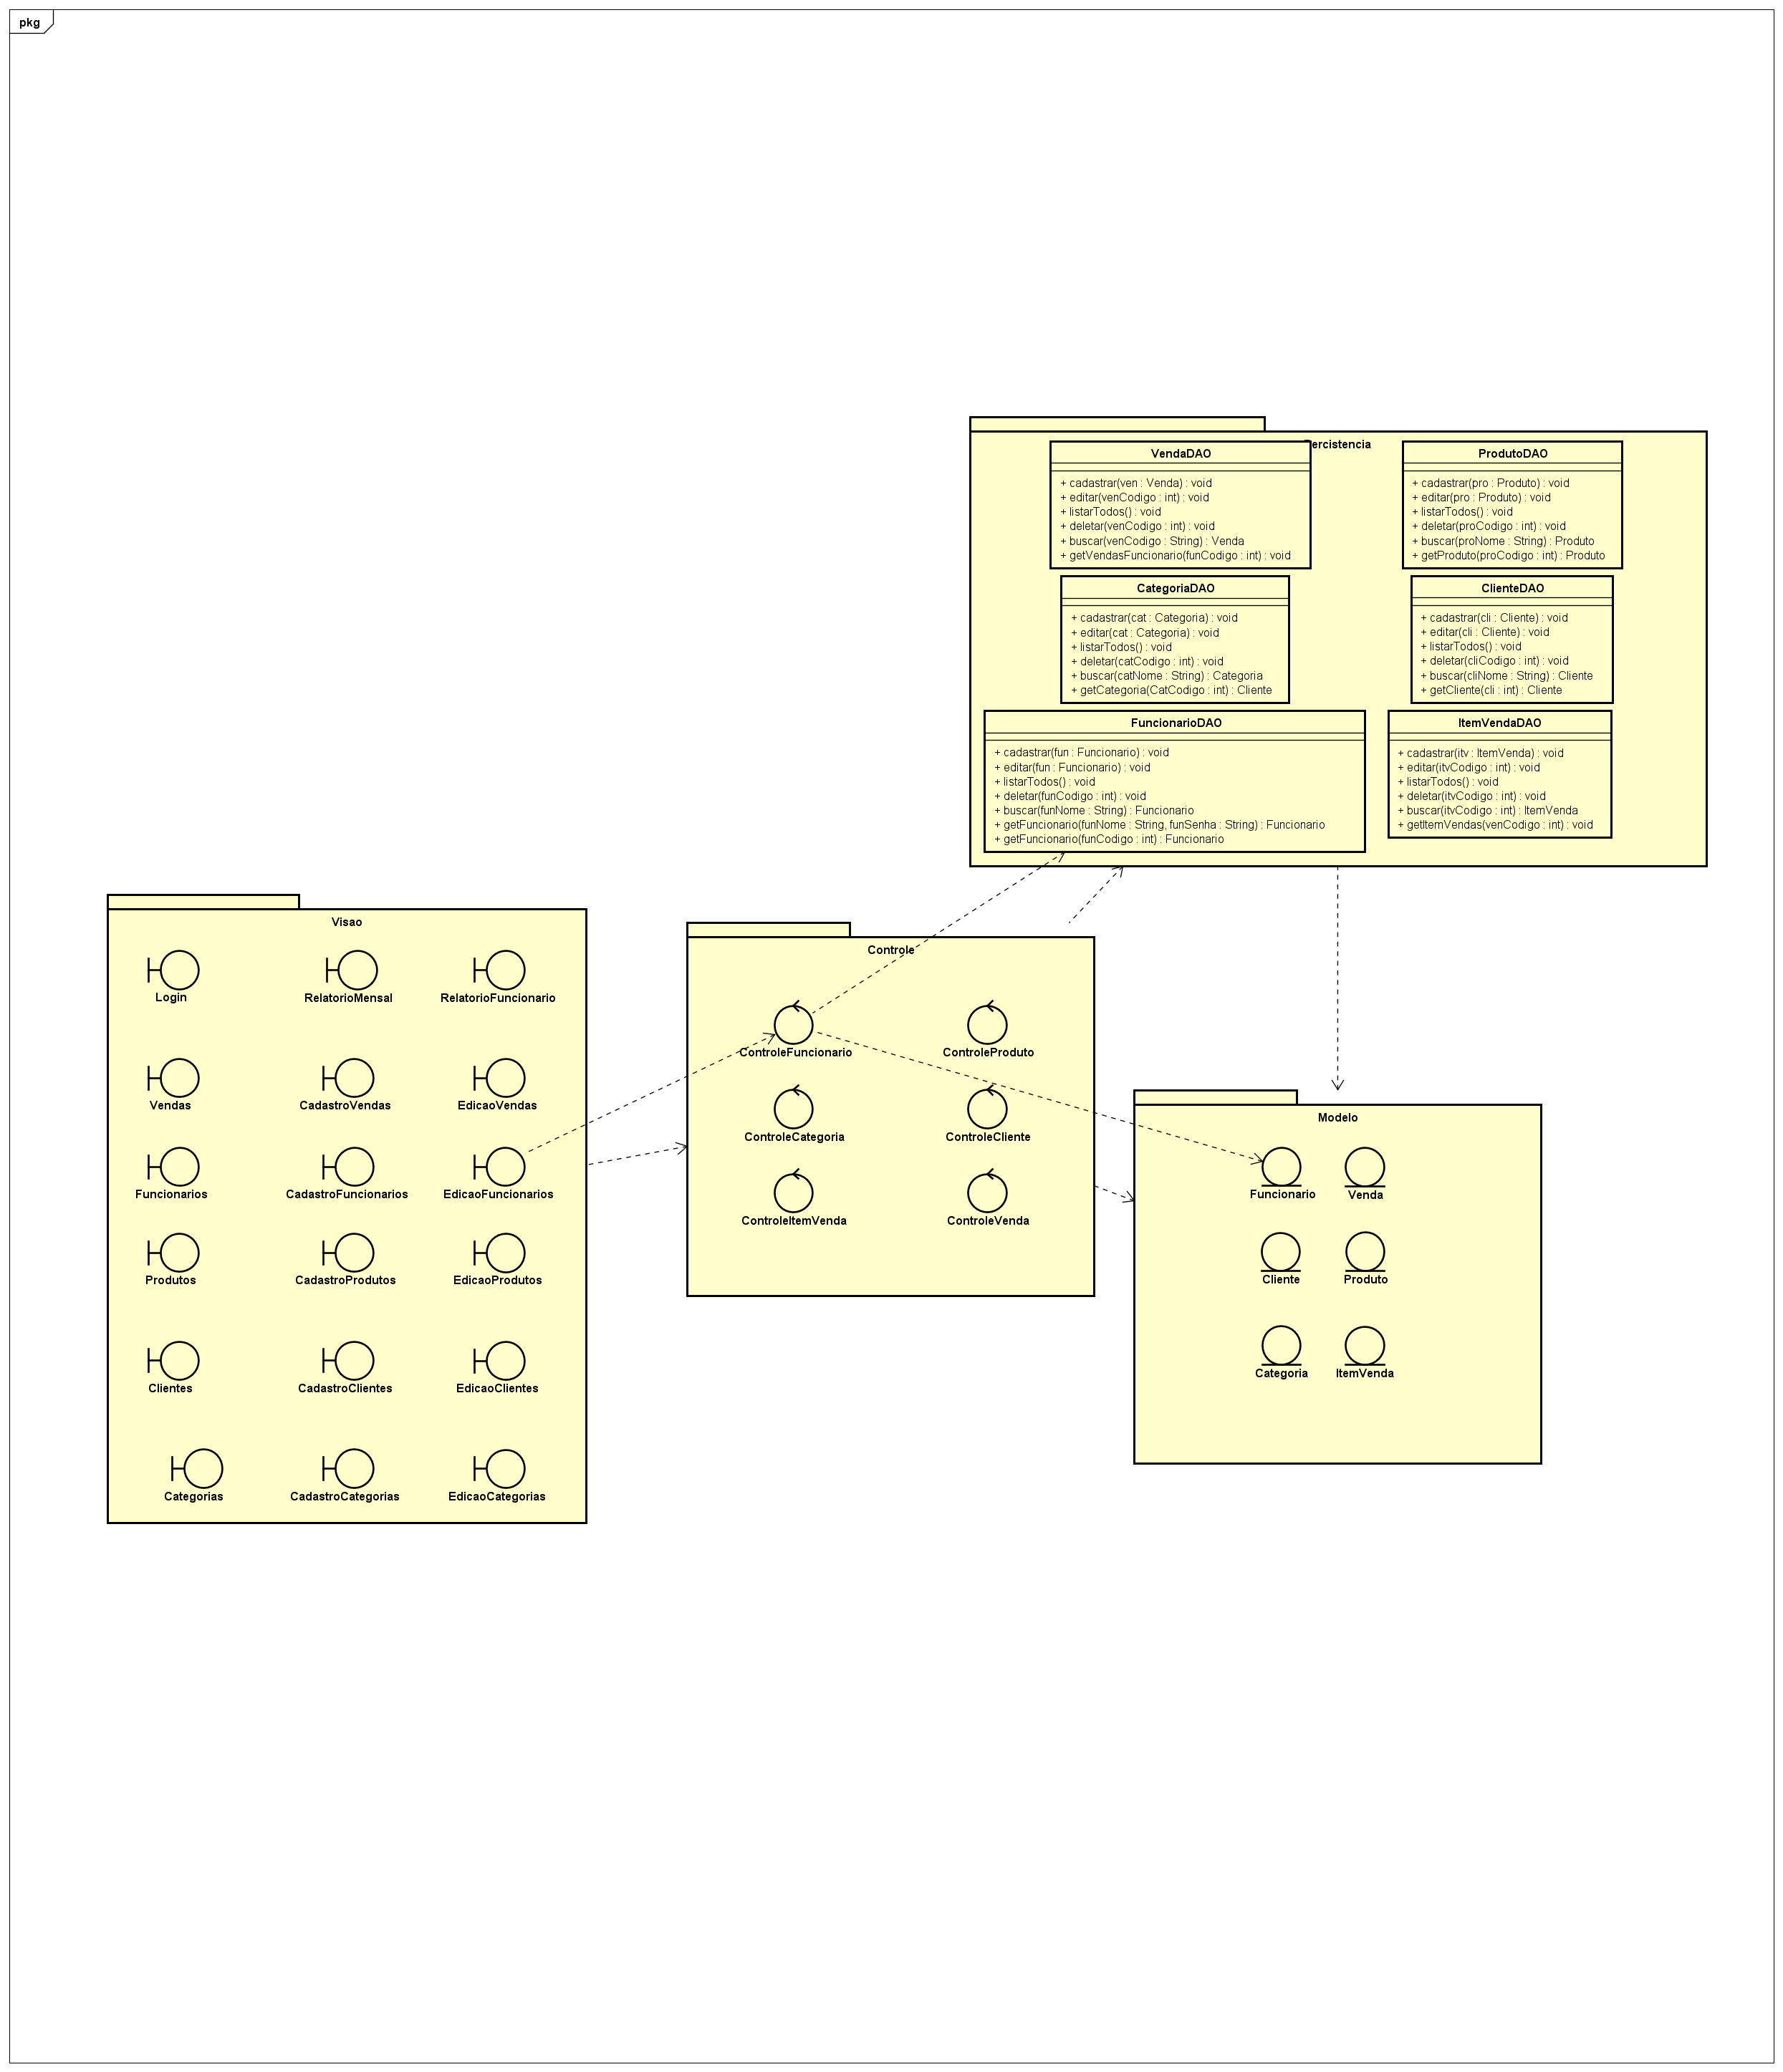 pkg
Percistencia
VendaDAO
+ cadastrar(ven : Venda) : void
+ editar(venCodigo : int) : void
+ listarTodos() : void
+ deletar(venCodigo : int) : void
+ buscar(venCodigo : String) : Venda
+ getVendasFuncionario(funCodigo : int) : void
ProdutoDAO
+ cadastrar(pro : Produto) : void
+ editar(pro : Produto) : void
+ listarTodos() : void
+ deletar(proCodigo : int) : void
+ buscar(proNome : String) : Produto
+ getProduto(proCodigo : int) : Produto
CategoriaDAO
+ cadastrar(cat : Categoria) : void
+ editar(cat : Categoria) : void
+ listarTodos() : void
+ deletar(catCodigo : int) : void
+ buscar(catNome : String) : Categoria
+ getCategoria(CatCodigo : int) : Cliente
ClienteDAO
+ cadastrar(cli : Cliente) : void
+ editar(cli : Cliente) : void
+ listarTodos() : void
+ deletar(cliCodigo : int) : void
+ buscar(cliNome : String) : Cliente
+ getCliente(cli : int) : Cliente
FuncionarioDAO
+ cadastrar(fun : Funcionario) : void
+ editar(fun : Funcionario) : void
+ listarTodos() : void
+ deletar(funCodigo : int) : void
+ buscar(funNome : String) : Funcionario
+ getFuncionario(funNome : String, funSenha : String) : Funcionario
+ getFuncionario(funCodigo : int) : Funcionario
ItemVendaDAO
+ cadastrar(itv : ItemVenda) : void
+ editar(itvCodigo : int) : void
+ listarTodos() : void
+ deletar(itvCodigo : int) : void
+ buscar(itvCodigo : int) : ItemVenda
+ getItemVendas(venCodigo : int) : void
Visao
Login
RelatorioMensal
RelatorioFuncionario
Vendas
CadastroVendas
EdicaoVendas
Funcionarios
CadastroFuncionarios
EdicaoFuncionarios
Produtos
CadastroProdutos
EdicaoProdutos
Clientes
CadastroClientes
EdicaoClientes
Categorias
CadastroCategorias
EdicaoCategorias
Controle
ControleFuncionario
ControleProduto
ControleCategoria
ControleCliente
ControleItemVenda
ControleVenda
Modelo
Funcionario
Venda
Cliente
Produto
Categoria
ItemVenda